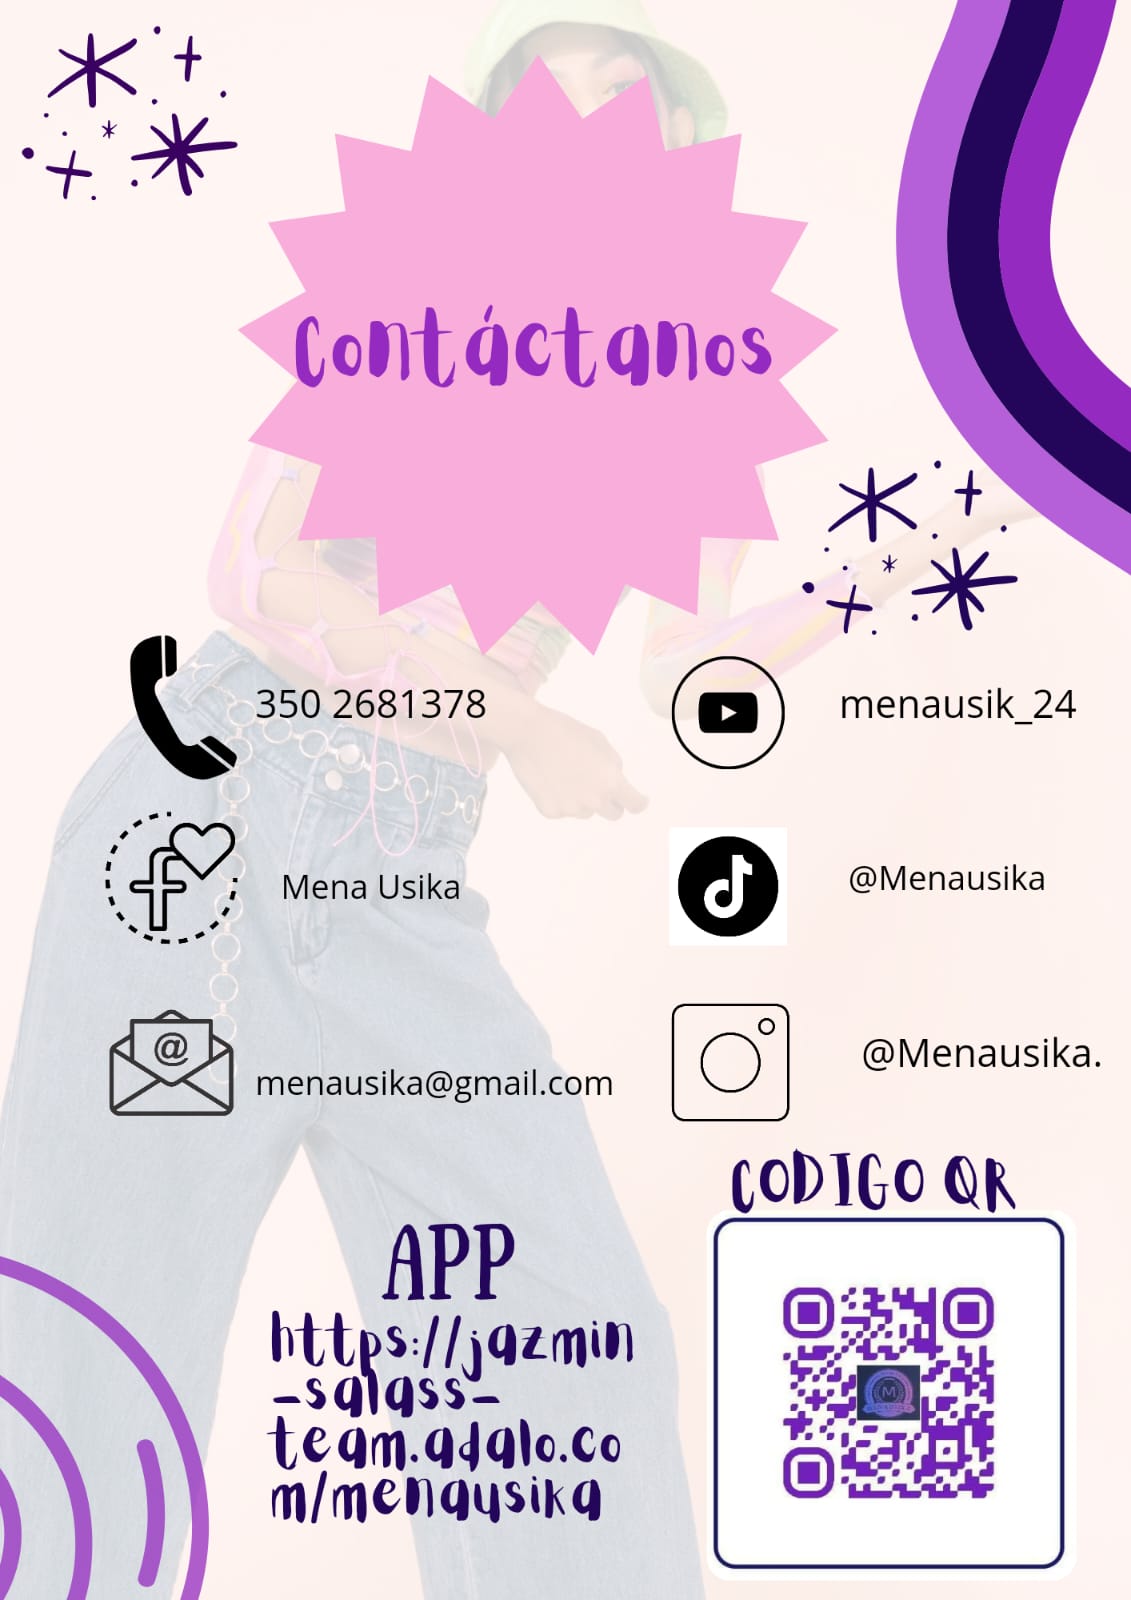 Contáctanos
350 2681378
menausik_24
Mena Usika
@Menausika
@
menausika@gmail.com
@Menausika.
CODIGO QR
APP
https://jazmin
-salass-
team.adalo.co
m/menausika
M